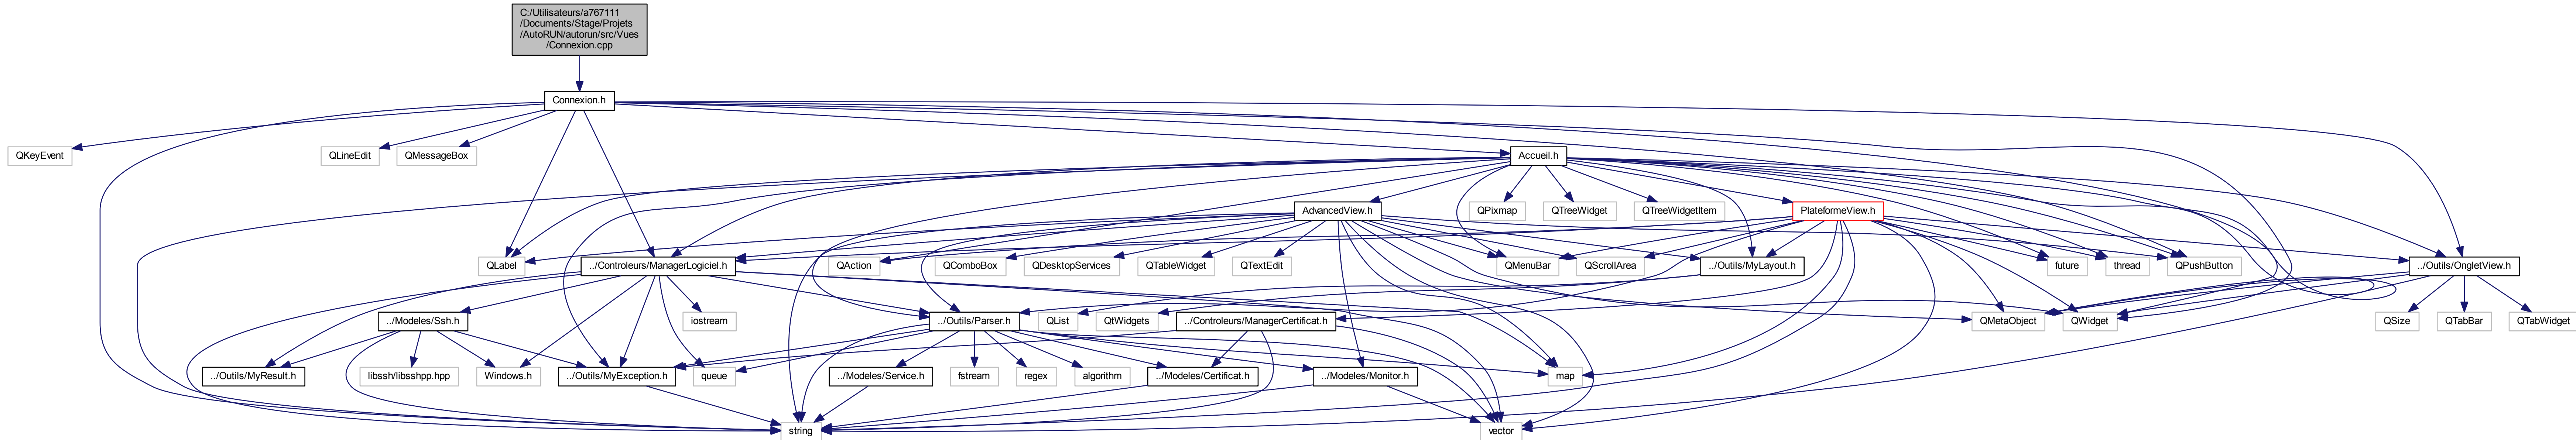 C:/Utilisateurs/a767111
/Documents/Stage/Projets
/AutoRUN/autorun/src/Vues
/Connexion.cpp
Connexion.h
QKeyEvent
QLineEdit
QMessageBox
Accueil.h
AdvancedView.h
QPixmap
QTreeWidget
QTreeWidgetItem
PlateformeView.h
QLabel
../Controleurs/ManagerLogiciel.h
QAction
QComboBox
QDesktopServices
QTableWidget
QTextEdit
QMenuBar
QScrollArea
../Outils/MyLayout.h
future
thread
QPushButton
../Outils/OngletView.h
../Modeles/Ssh.h
iostream
../Outils/Parser.h
QList
QtWidgets
../Controleurs/ManagerCertificat.h
QMetaObject
QWidget
QSize
QTabBar
QTabWidget
../Outils/MyResult.h
libssh/libsshpp.hpp
Windows.h
../Outils/MyException.h
queue
../Modeles/Service.h
fstream
regex
algorithm
../Modeles/Certificat.h
../Modeles/Monitor.h
map
string
vector